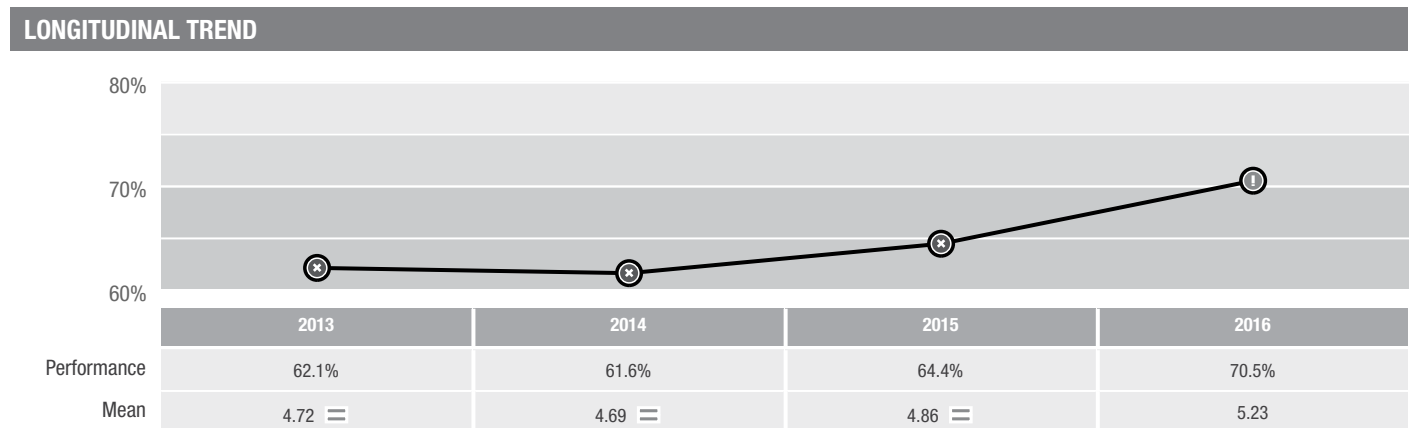 LONGITUDINAL TREND
80%
70%
60%
2013 2014 2015 2016
Performance 62.1% 61.6% 64.4% 70.5%
Mean 4.72 = 4.69 = 4.86 = 5.23